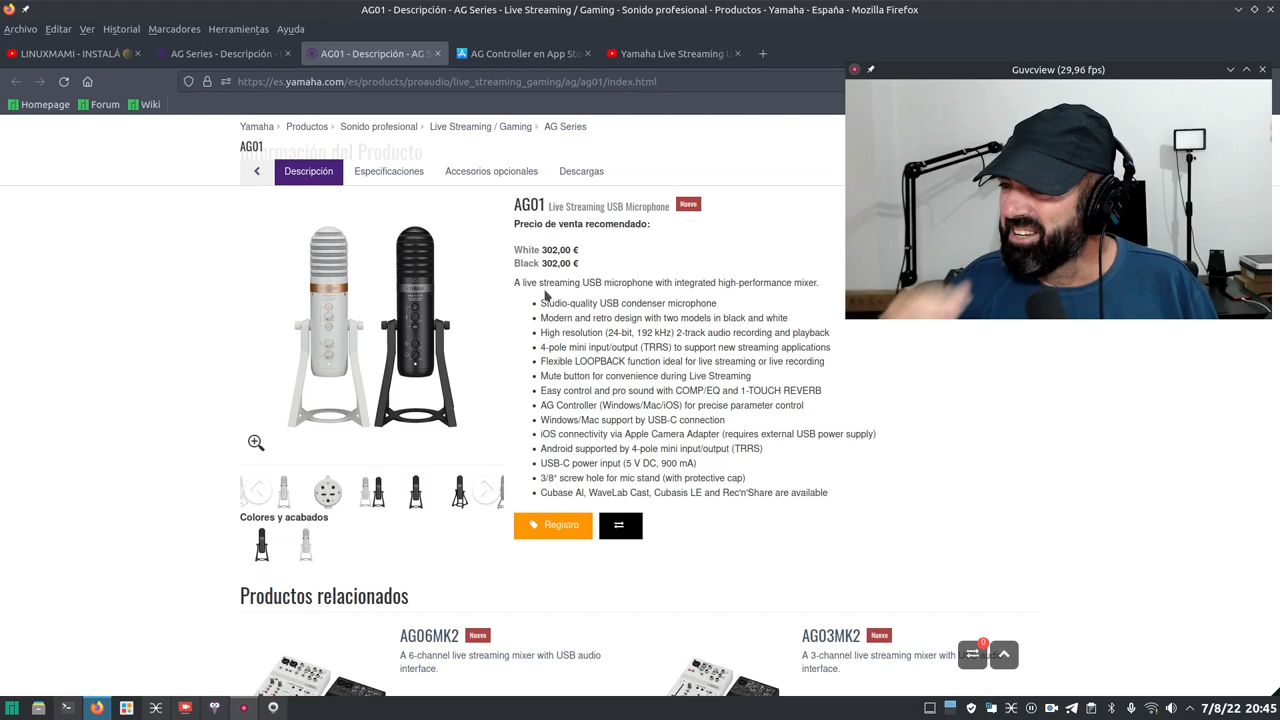 AG01 - Descripción - AG Series - Live Streaming / Gaming - Sonido profesional - Productos - Yamaha - España - Mozilla Firefox
Archivo Editar Ver Historial Marcadores Herramientas Ayuda
LINUXMAMI - INSTALÁ
AG Series - Descripción -
AG01 - Descripción - AG S
AG Controller en App Sto
Yamaha Live Streaming U
https://es.yamaha.com/es/products/proaudio/live_streaming_gaming/ag/ag01/index.html
Guvcview (29,96 fps)
Homepage Forum Wiki
Yamaha Productos Sonido profesional Live Streaming / Gaming AG Series
AG01
Información del Producto
Descripción Especificaciones Accesorios opcionales Descargas
AG01 Live Streaming USB Microphone Nuevo
Precio de venta recomendado:
White 302,00 €
Black 302,00 €
A live streaming USB microphone with integrated high-performance mixer.
• Studio-quality USB condenser microphone
• Modern and retro design with two models in black and white
• High resolution (24-bit, 192 kHz) 2-track audio recording and playback
• 4-pole mini input/output (TRRS) to support new streaming applications
• Flexible LOOPBACK function ideal for live streaming or live recording
• Mute button for convenience during Live Streaming
• Easy control and pro sound with COMP/EQ and 1-TOUCH REVERB
• AG Controller (Windows/Mac/iOS) for precise parameter control
• Windows/Mac support by USB-C connection
• iOS connectivity via Apple Camera Adapter (requires external USB power supply)
• Android supported by 4-pole mini input/output (TRRS)
• USB-C power input (5 V DC, 900 mA)
• 3/8″ screw hole for mic stand (with protective cap)
• Cubase AI, WaveLab Cast, Cubasis LE and Rec'n'Share are available
Colores y acabados
Registro
Productos relacionados
AG06MK2 Nuevo
A 6-channel live streaming mixer with USB audio
interface.
AG03MK2 Nuevo
A 3-channel live streaming mixer with USB audio
interface.
0
7/8/22 20:45